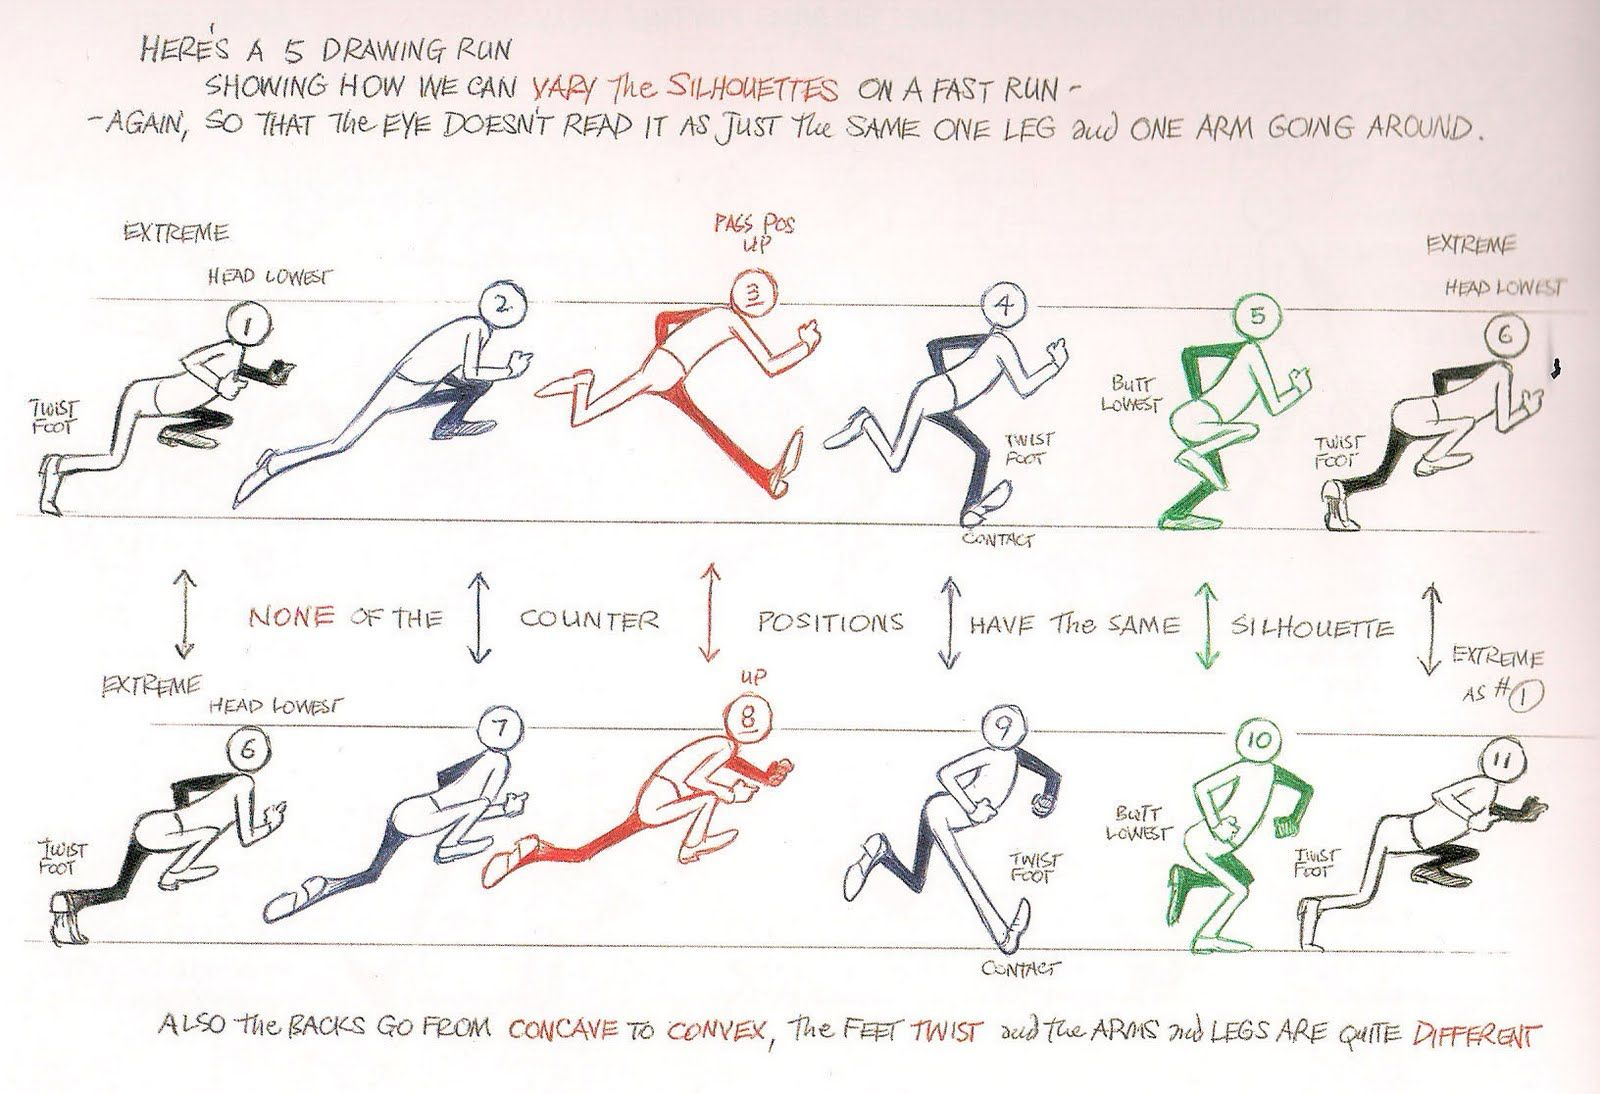 HERE'S A 5 DRAWING RUN
SHOWING HOW WE CAN VARY The SILHOUETTES ON A FAST RUN -
- AGAIN, SO THAT The EYE DOESN'T READ IT AS JUST The SAME ONE LEG and ONE ARM GOING AROUND.
PASS POS
UP
EXTREME
EXTREME
HEAD LOWEST
HEAD LOWEST
1
2
3
4
5
6
TWIST
FOOT
BUTT
LOWEST
TWIST
FOOT
TWIST
FOOT
CONTACT
NONE OF THE COUNTER POSITIONS HAVE The SAME SILHOUETTE
EXTREME
HEAD LOWEST
UP
EXTREME
AS #1
6
7
8
9
10
11
TWIST
FOOT
TWIST
FOOT
BUTT
LOWEST
TWIST
FOOT
CONTACT
ALSO The BACKS GO FROM CONCAVE TO CONVEX, The FEET TWIST and the ARMS and LEGS ARE QUITE DIFFERENT